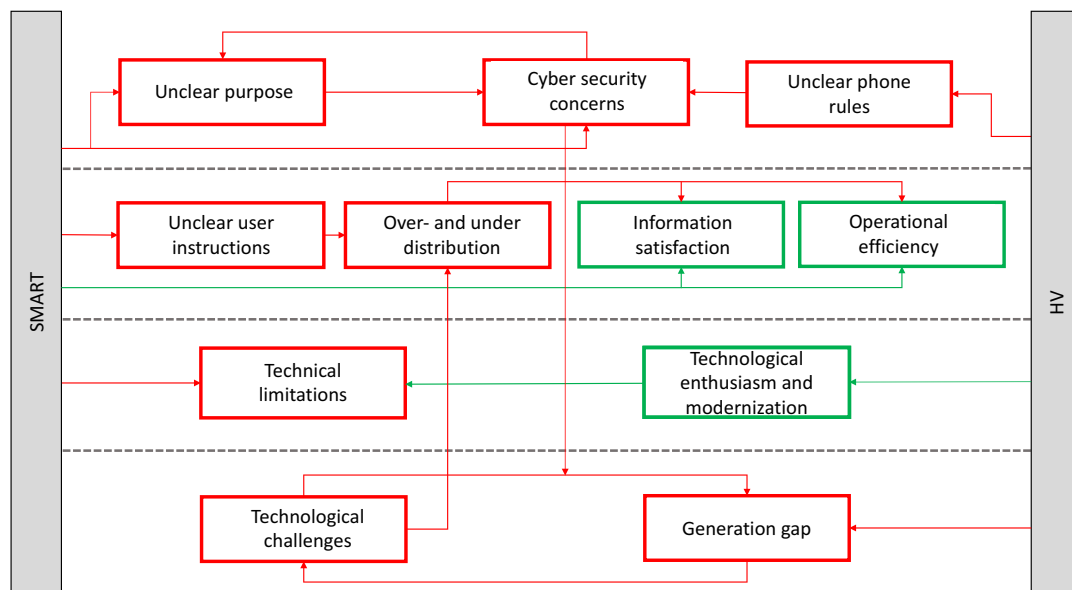 Unclear purpose
Cyber security
concerns
Unclear phone
rules
Unclear user
instructions
Over- and under
distribution
Information
satisfaction
Operational
efficiency
SMART
HV
Technical
limitations
Technological
enthusiasm and
modernization
Technological
challenges
Generation gap